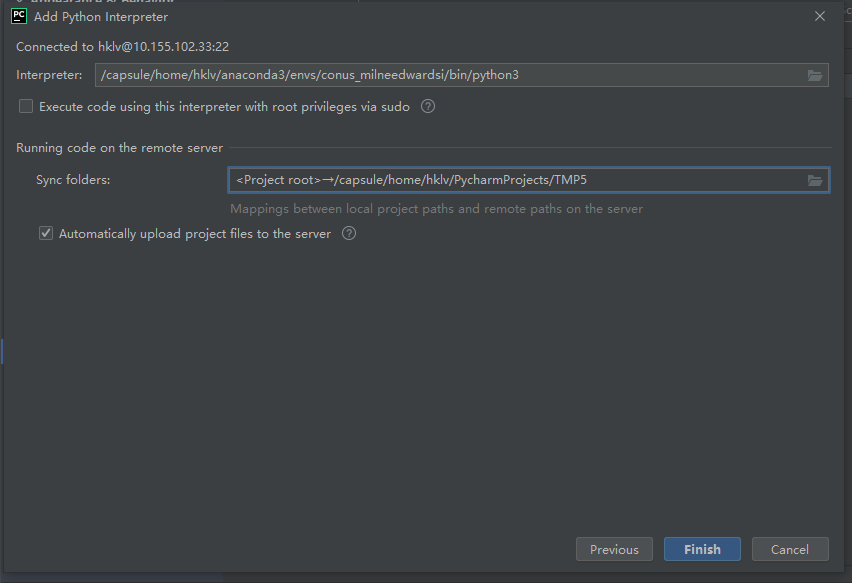 PC Add Python Interpreter
Connected to hklv@10.155.102.33:22
Interpreter: /capsule/home/hklv/anaconda3/envs/conus_milneedwardsi/bin/python3
Execute code using this interpreter with root privileges via sudo ?
Running code on the remote server
Sync folders: <Project root>→/capsule/home/hklv/PycharmProjects/TMP5
Mappings between local project paths and remote paths on the server
Automatically upload project files to the server ?
Previous Finish Cancel